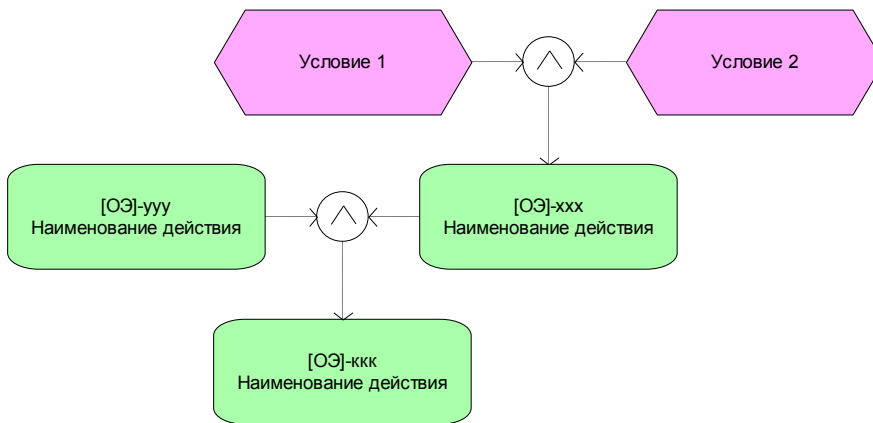 Условие 1
Условие 2
[ОЭ]-yyy
Наименование действия
[ОЭ]-xxx
Наименование действия
[ОЭ]-ккк
Наименование действия